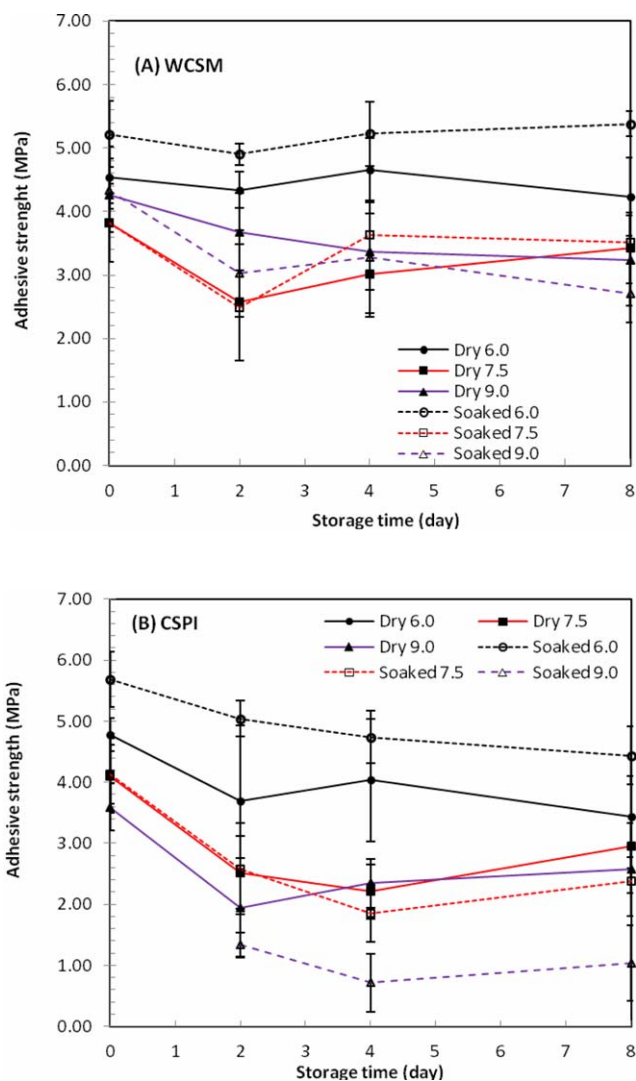 7.00
(A) WCSM
6.00
5.00
4.00
3.00
2.00
1.00
0.00
Adhesive strenght (MPa)
Dry 6.0
Dry 7.5
Dry 9.0
Soaked 6.0
Soaked 7.5
Soaked 9.0
0 1 2 3 4 5 6 7 8
Storage time (day)
7.00
(B) CSPI
6.00
5.00
4.00
3.00
2.00
1.00
0.00
Adhesive strength (MPa)
Dry 6.0 Dry 7.5
Dry 9.0 Soaked 6.0
Soaked 7.5 Soaked 9.0
0 1 2 3 4 5 6 7 8
Storage time (day)